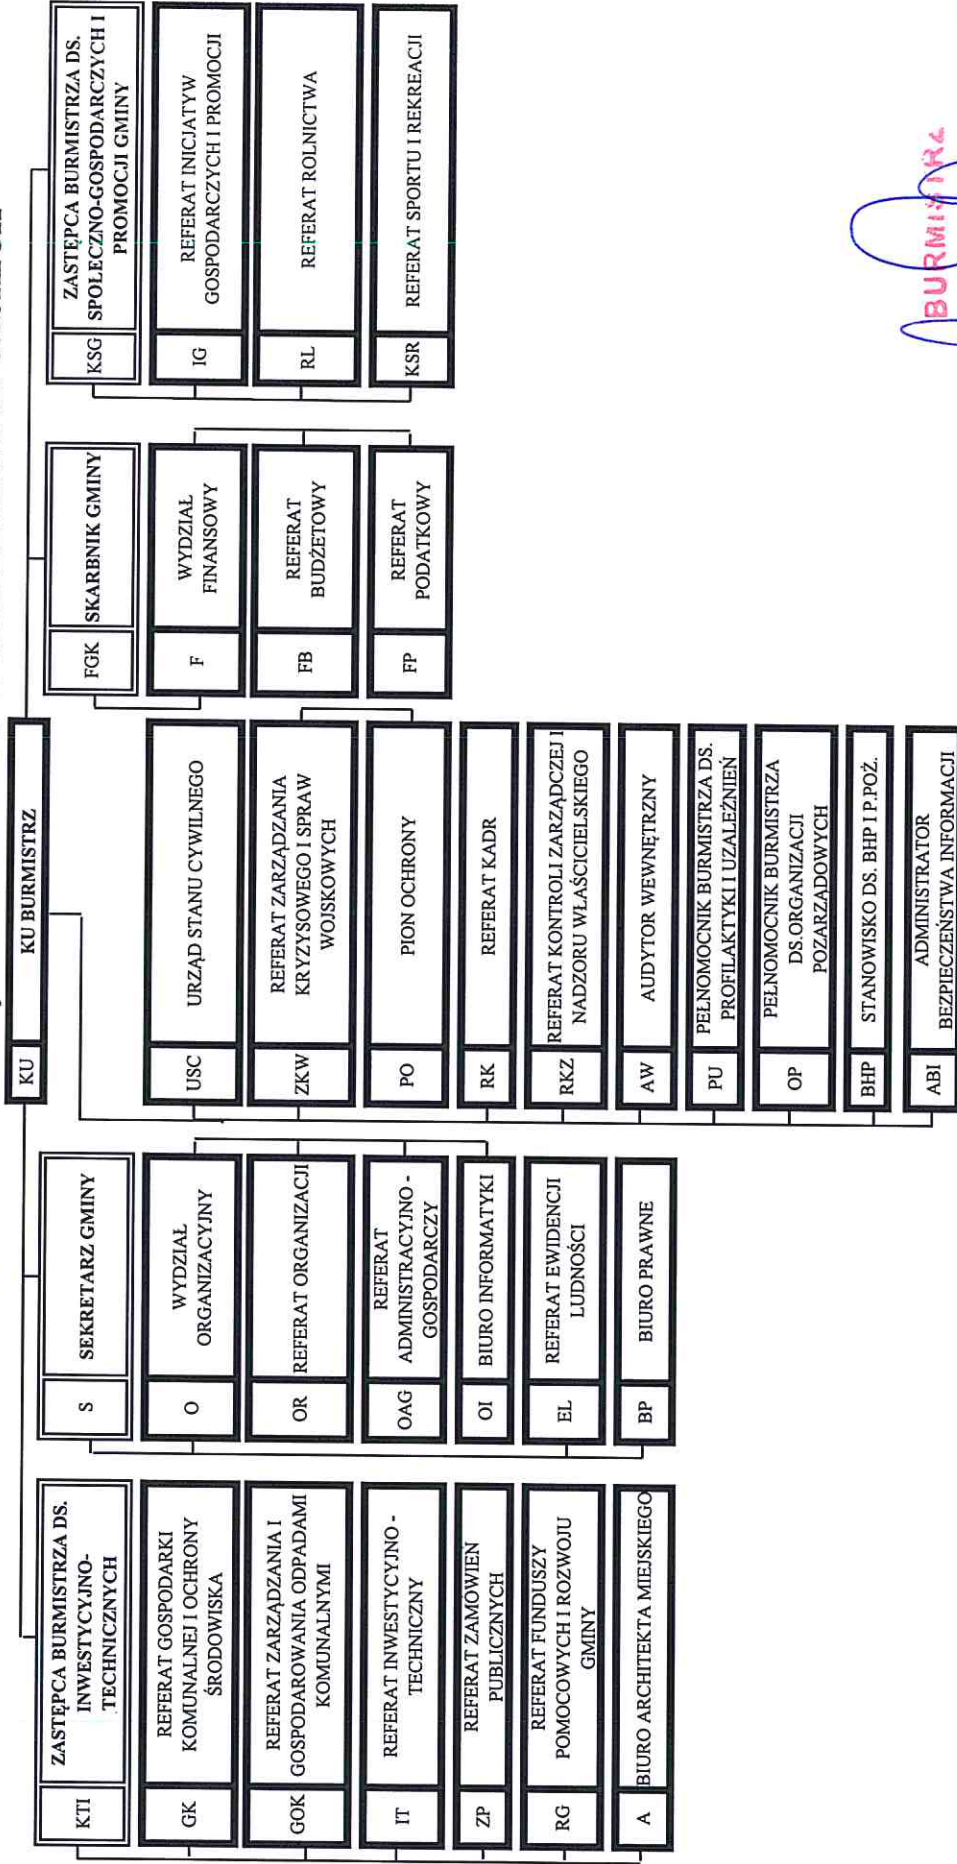 KU
KU BURMISTRZ
KTI
ZASTĘPCA BURMISTRZA DS.
INWESTYCYJNO-
TECHNICZNYCH
GK
REFERAT GOSPODARKI
KOMUNALNEJ I OCHRONY
ŚRODOWISKA
GOK
REFERAT ZARZĄDZANIA I
GOSPODAROWANIA ODPADAMI
KOMUNALNYMI
IT
REFERAT INWESTYCYJNO -
TECHNICZNY
ZP
REFERAT ZAMÓWIEŃ
PUBLICZNYCH
RG
REFERAT FUNDUSZY
POMOCOWYCH I ROZWOJU
GMINY
A
BIURO ARCHITEKTA MIEJSKIEGO
S
SEKRETARZ GMINY
O
WYDZIAŁ
ORGANIZACYJNY
OR
REFERAT ORGANIZACJI
OAG
REFERAT
ADMINISTRACYJNO -
GOSPODARCZY
OI
BIURO INFORMATYKI
EL
REFERAT EWIDENCJI
LUDNOŚCI
BP
BIURO PRAWNE
USC
URZĄD STANU CYWILNEGO
ZKW
REFERAT ZARZĄDZANIA
KRYZYSOWEGO I SPRAW
WOJSKOWYCH
PO
PION OCHRONY
RK
REFERAT KADR
RKZ
REFERAT KONTROLI ZARZĄDCZEJ I
NADZORU WŁAŚCICIELSKIEGO
AW
AUDYTOR WEWNĘTRZNY
PU
PEŁNOMOCNIK BURMISTRZA DS.
PROFILAKTYKI I UZALEŻNIEŃ
OP
PEŁNOMOCNIK BURMISTRZA
DS.ORGANIZACJI
POZARZĄDOWYCH
BHP
STANOWISKO DS. BHP I P.POŻ.
ABI
ADMINISTRATOR
BEZPIECZEŃSTWA INFORMACJI
FGK
SKARBNIK GMINY
F
WYDZIAŁ
FINANSOWY
FB
REFERAT
BUDŻETOWY
FP
REFERAT
PODATKOWY
KSG
ZASTĘPCA BURMISTRZA DS.
SPOŁECZNO-GOSPODARCZYCH I
PROMOCJI GMINY
IG
REFERAT INICJATYW
GOSPODARCZYCH I PROMOCJI
RL
REFERAT ROLNICTWA
KSR
REFERAT SPORTU I REKREACJI
BURMISTRZ